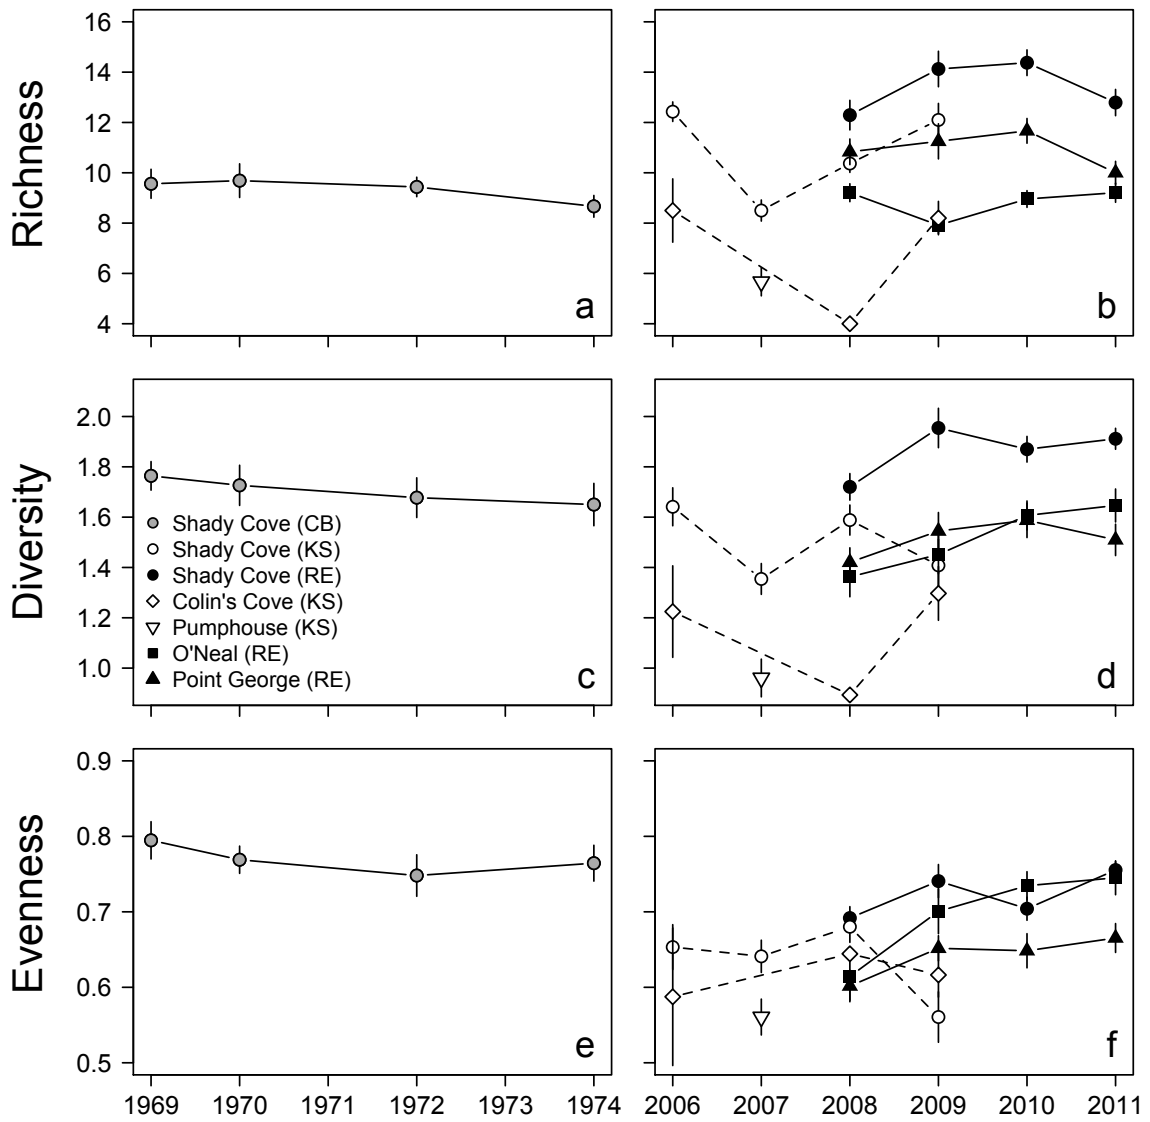 Richness
16
14
12
10
8
6
4
a
b
Diversity
2.0
1.8
1.6
1.4
1.2
1.0
Shady Cove (CB)
Shady Cove (KS)
Shady Cove (RE)
Colin's Cove (KS)
Pumphouse (KS)
O'Neal (RE)
Point George (RE)
c
d
Evenness
0.9
0.8
0.7
0.6
0.5
e
f
1969 1970 1971 1972 1973 1974
2006 2007 2008 2009 2010 2011